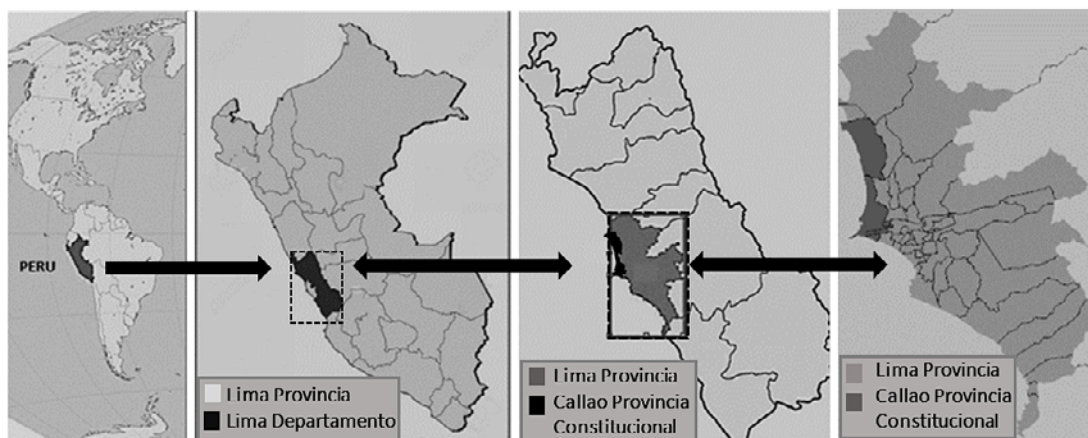 PERU
Lima Provincia
Lima Departamento
Lima Provincia
Callao Provincia
Constitucional
Lima Provincia
Callao Provincia
Constitucional